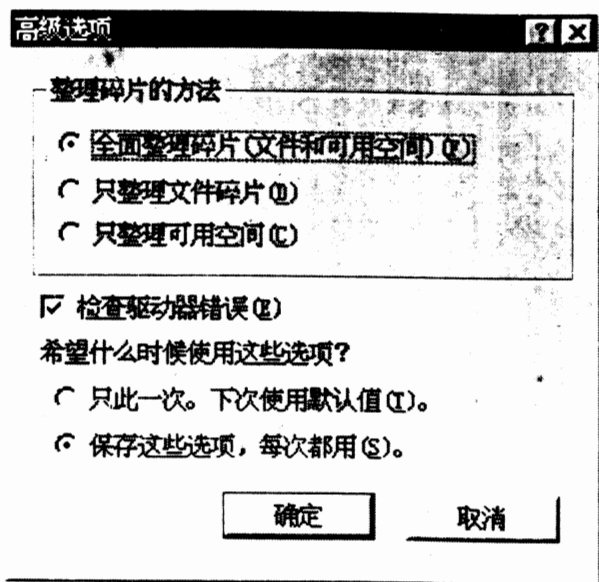 高级选项
整理碎片的方法
全面整理碎片(文件和可用空间)(F)
只整理文件碎片(D)
只整理可用空间(C)
检查驱动器错误(E)
希望什么时候使用这些选项?
只此一次。下次使用默认值(T)。
保存这些选项，每次都用(S)。
确定
取消